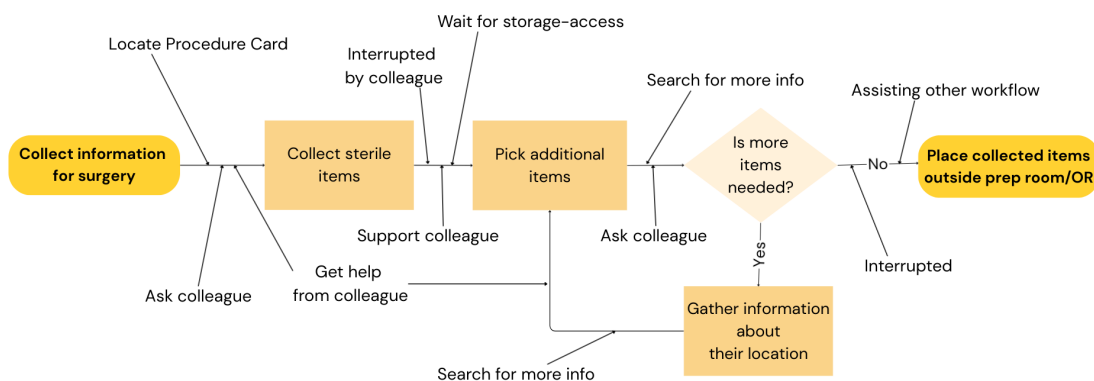 Wait for storage-access
Locate Procedure Card
Interrupted
by colleague
Search for more info
Assisting other workflow
Collect information
for surgery
Collect sterile
items
Pick additional
items
Is more
items
needed?
No
Place collected items
outside prep room/OR
Support colleague
Ask colleague
Yes
Interrupted
Get help
from colleague
Ask colleague
Gather information
about
their location
Search for more info